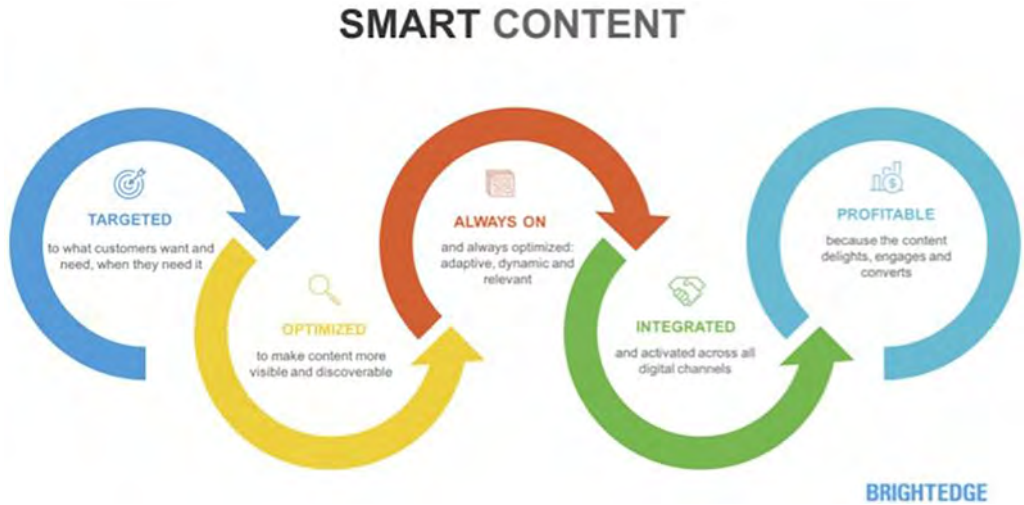 SMART CONTENT
TARGETED
to what customers want and
need, when they need it
OPTIMIZED
to make content more
visible and discoverable
ALWAYS ON
and always optimized:
adaptive, dynamic and
relevant
INTEGRATED
and activated across all
digital channels
PROFITABLE
because the content
delights, engages and
converts
BRIGHTEDGE